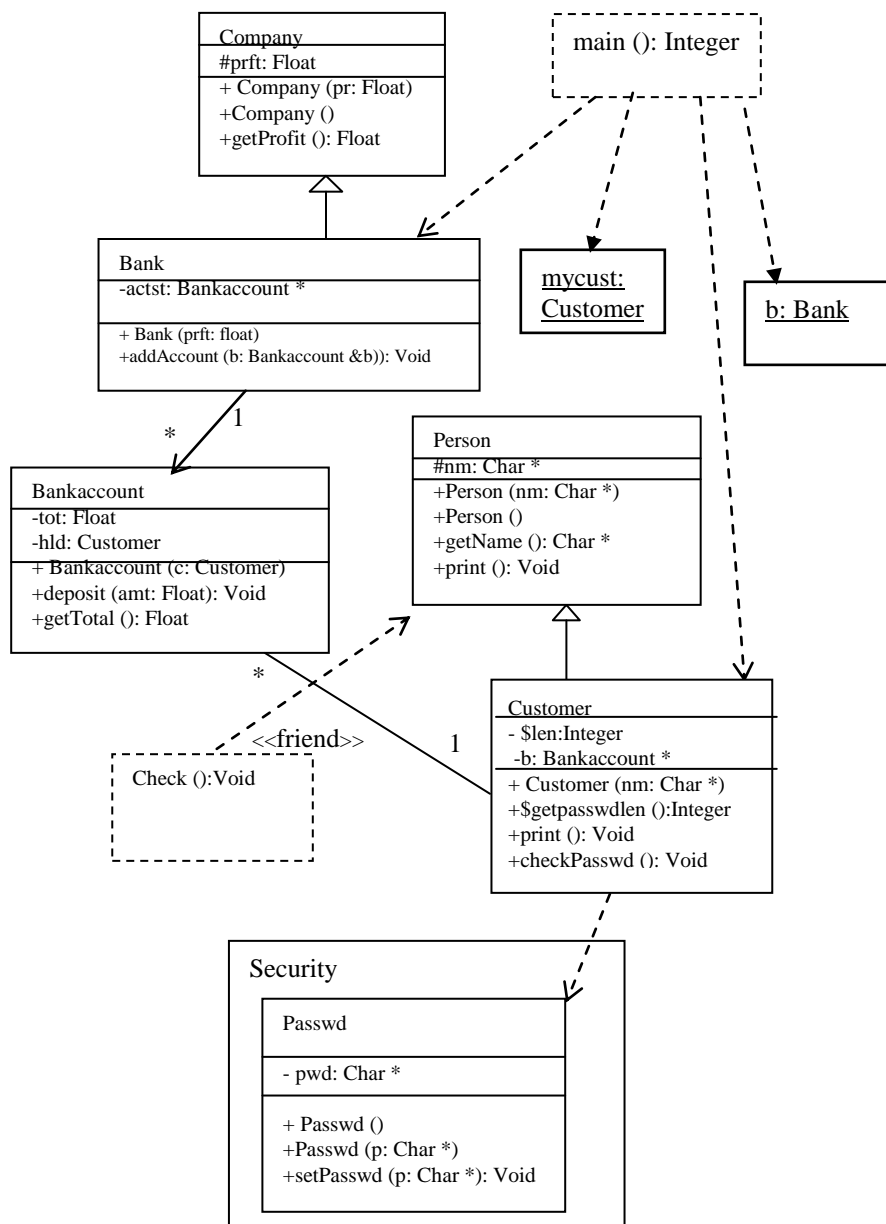 Company
#prft: Float
+ Company (pr: Float)
+Company ()
+getProfit (): Float
main (): Integer
Bank
-actst: Bankaccount *
+ Bank (prft: float)
+addAccount (b: Bankaccount &b)): Void
mycust:
Customer
b: Bank
1
*
Bankaccount
-tot: Float
-hld: Customer
+ Bankaccount (c: Customer)
+deposit (amt: Float): Void
+getTotal (): Float
Person
#nm: Char *
+Person (nm: Char *)
+Person ()
+getName (): Char *
+print (): Void
*
1
<<friend>>
Check ():Void
Customer
- $len:Integer
-b: Bankaccount *
+ Customer (nm: Char *)
+$getpasswdlen ():Integer
+print (): Void
+checkPasswd (): Void
Security
Passwd
- pwd: Char *
+ Passwd ()
+Passwd (p: Char *)
+setPasswd (p: Char *): Void